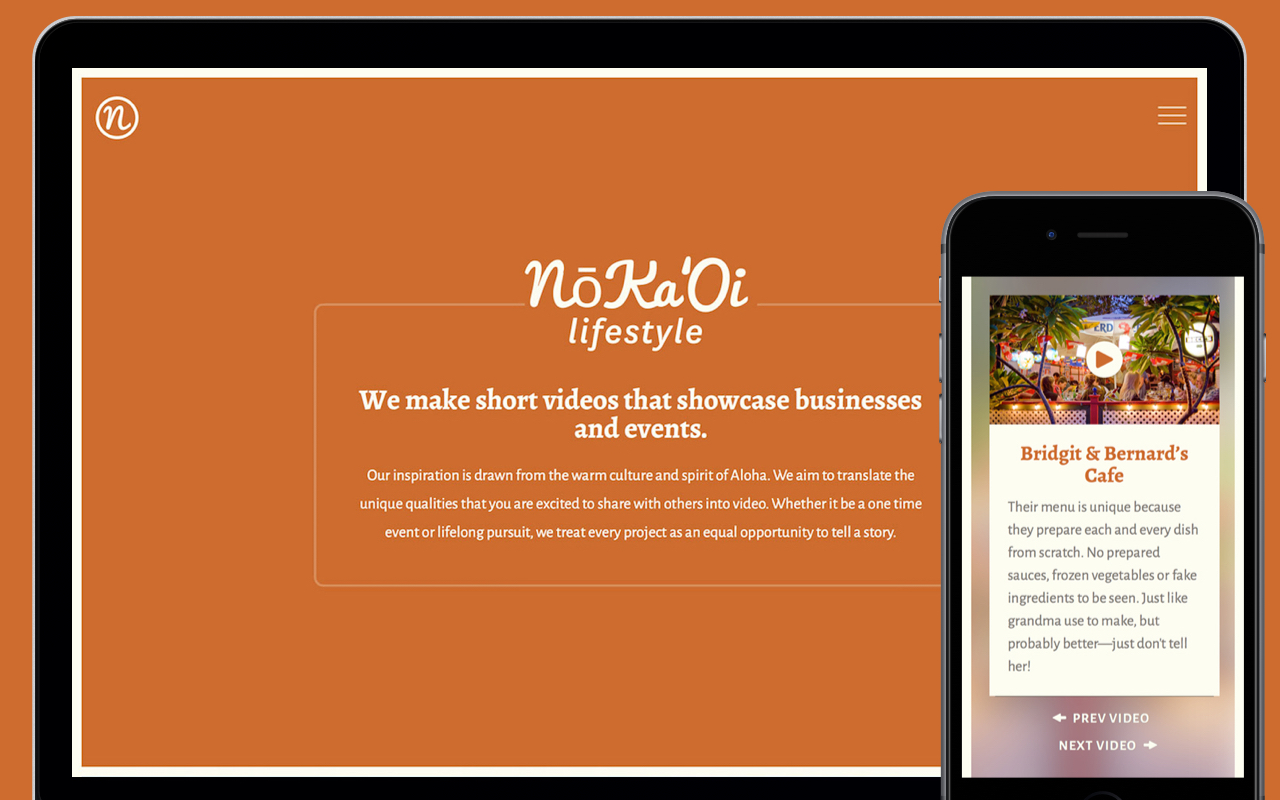 n
NōKa'Oi
lifestyle
We make short videos that showcase businesses
and events.
Our inspiration is drawn from the warm culture and spirit of Aloha. We aim to translate the
unique qualities that you are excited to share with others into video. Whether it be a one time
event or lifelong pursuit, we treat every project as an equal opportunity to tell a story.
ERD
Bridgit & Bernard’s
Cafe
Their menu is unique because
they prepare each and every dish
from scratch. No prepared
sauces, frozen vegetables or fake
ingredients to be seen. Just like
grandma use to make, but
probably better—just don't tell
her!
PREV VIDEO
NEXT VIDEO